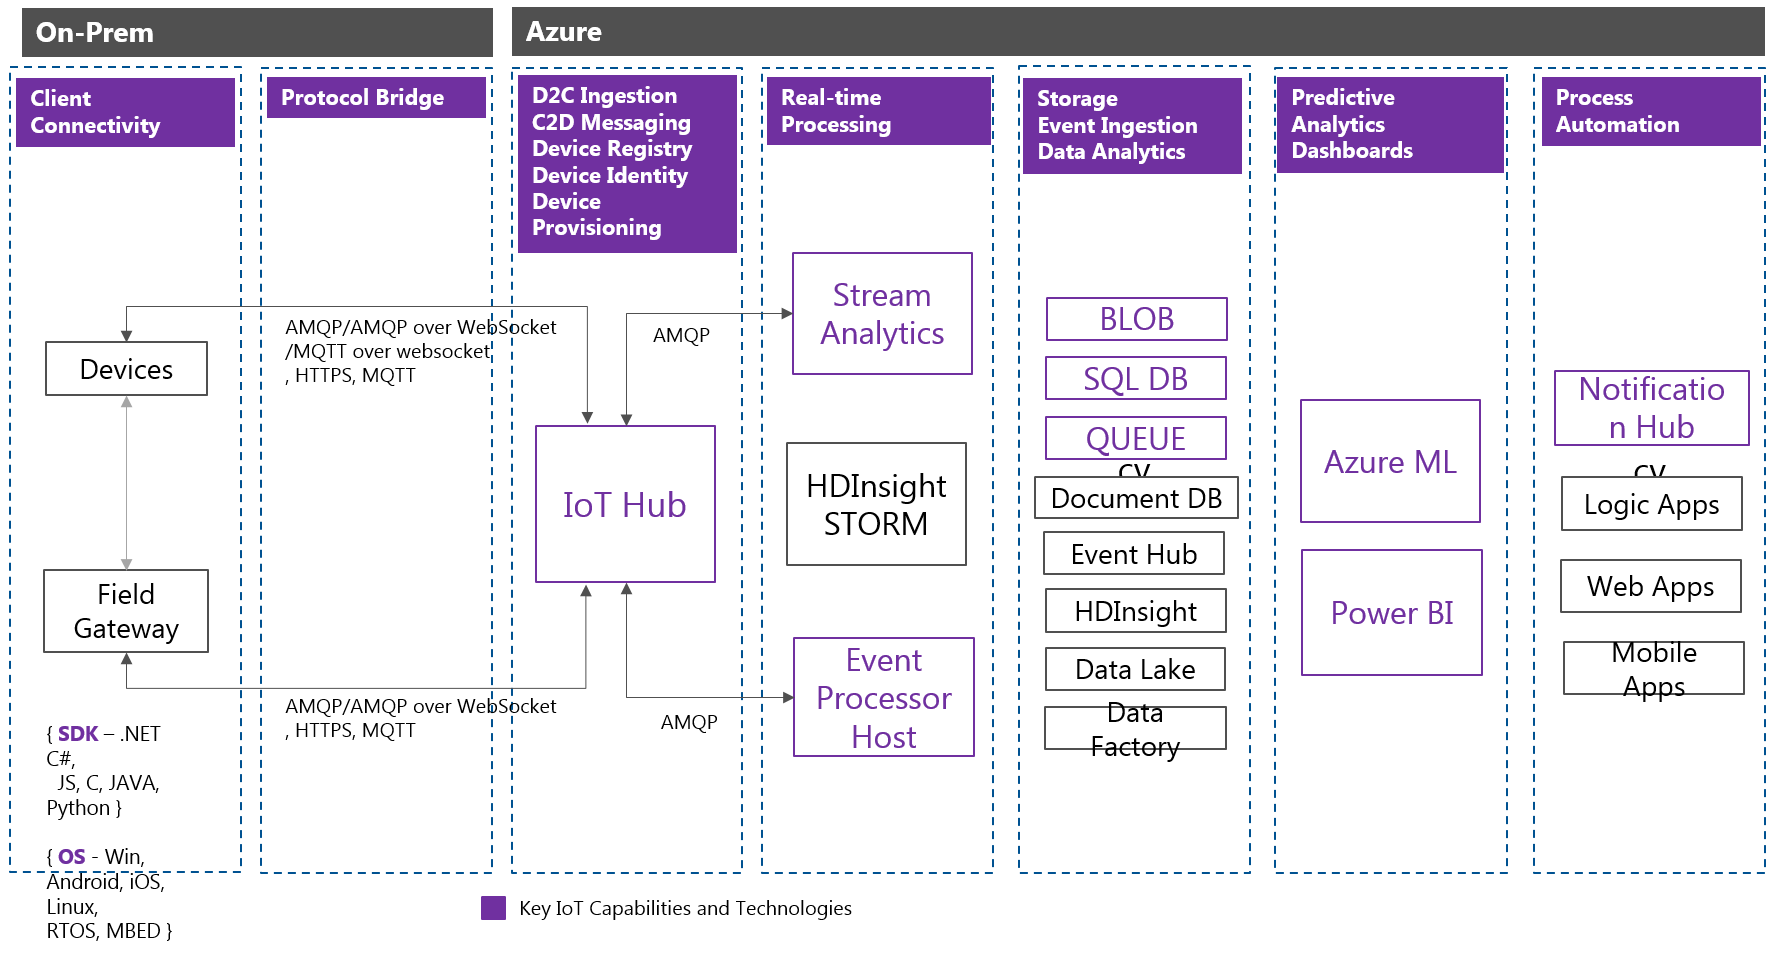 On-Prem
Azure
Client
Connectivity
Protocol Bridge
D2C Ingestion
C2D Messaging
Device Registry
Device Identity
Device
Provisioning
Real-time
Processing
Storage
Event Ingestion
Data Analytics
Predictive
Analytics
Dashboards
Process
Automation
Devices
Field
Gateway
{ SDK – .NET
C#,
JS, C, JAVA,
Python }
{ OS - Win,
Android, iOS,
Linux,
RTOS, MBED }
AMQP/AMQP over WebSocket
/MQTT over websocket
, HTTPS, MQTT
AMQP/AMQP over WebSocket
, HTTPS, MQTT
IoT Hub
AMQP
AMQP
Stream
Analytics
HDInsight
STORM
Event
Processor
Host
BLOB
SQL DB
QUEUE
Document DB
Event Hub
HDInsight
Data Lake
Data
Factory
Azure ML
Power BI
Notificatio
n Hub
Logic Apps
Web Apps
Mobile
Apps
Key IoT Capabilities and Technologies